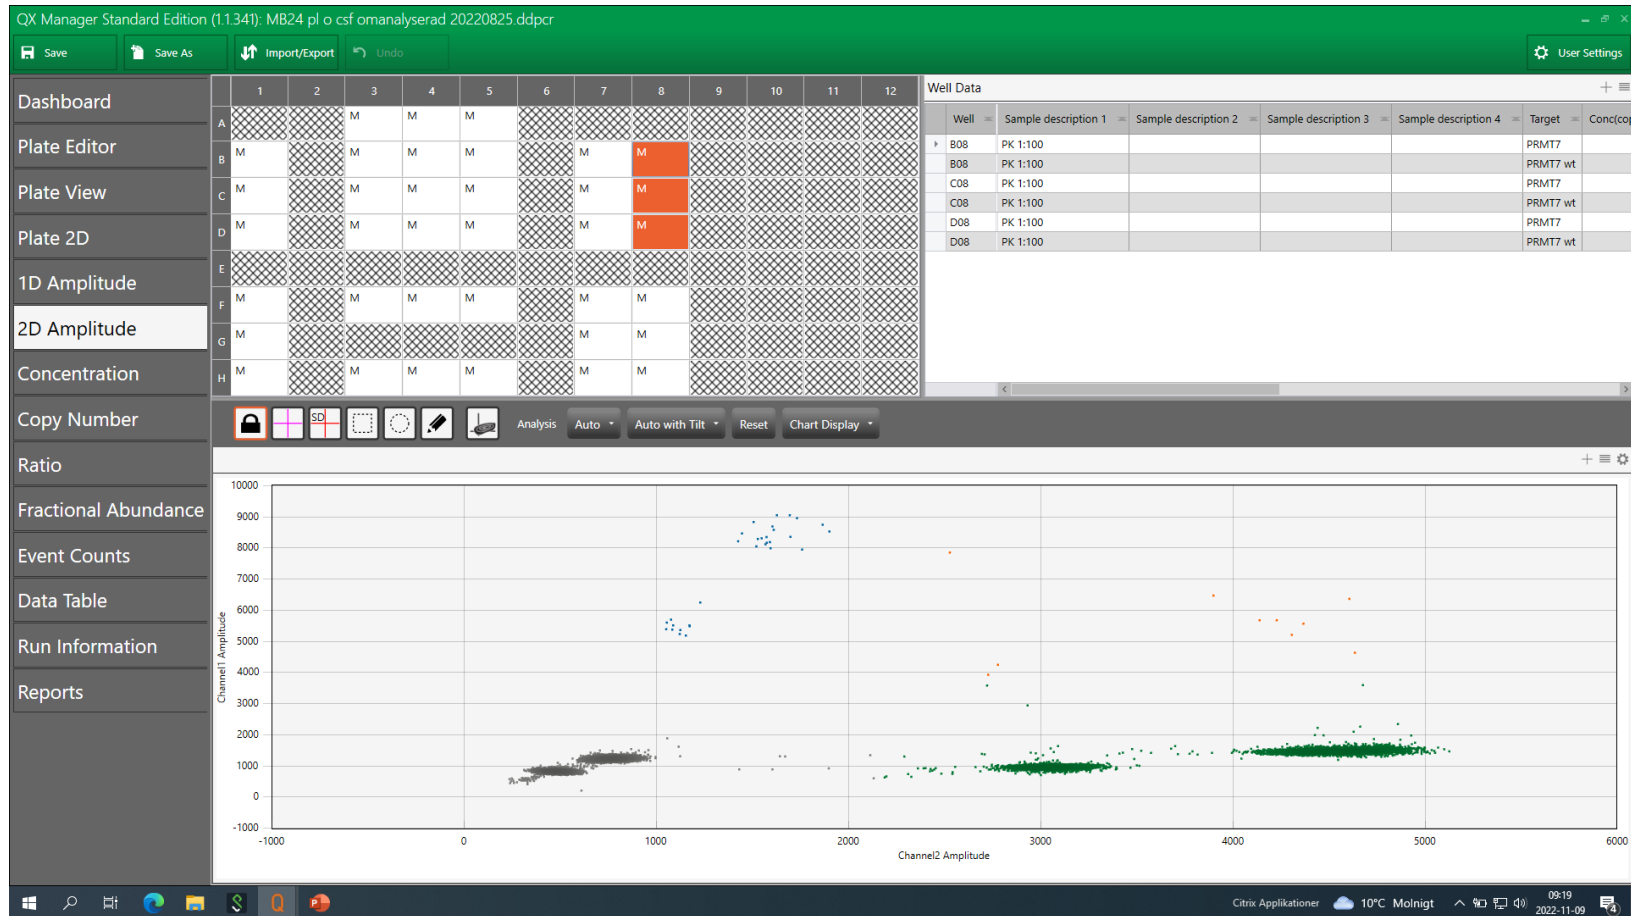 QX Manager Standard Edition (1.1.341): MB24 pl o csf omanalyserad 20220825.ddpcr
Save Save As Import/Export Undo User Settings
Dashboard
Plate Editor
Plate View
Plate 2D
1D Amplitude
2D Amplitude
Concentration
Copy Number
Ratio
Fractional Abundance
Event Counts
Data Table
Run Information
Reports
1 2 3 4 5 6 7 8 9 10 11 12
A M M M
B M M M M M M
C M M M M M M
D M M M M M M
E
F M M M M M M
G M M M
H M M M M M M
Well Data
Well Sample description 1 Sample description 2 Sample description 3 Sample description 4 Target Conc(cop
B08 PK 1:100 PRMT7
B08 PK 1:100 PRMT7 wt
C08 PK 1:100 PRMT7
C08 PK 1:100 PRMT7 wt
D08 PK 1:100 PRMT7
D08 PK 1:100 PRMT7 wt
SD Analysis Auto Auto with Tilt Reset Chart Display
10000
9000
8000
7000
6000
5000
4000
3000
2000
1000
0
-1000
Channel1 Amplitude
-1000 0 1000 2000 3000 4000 5000 6000
Channel2 Amplitude
Citrix Applikationer 10°C Molnigt 09:19
2022-11-09
4